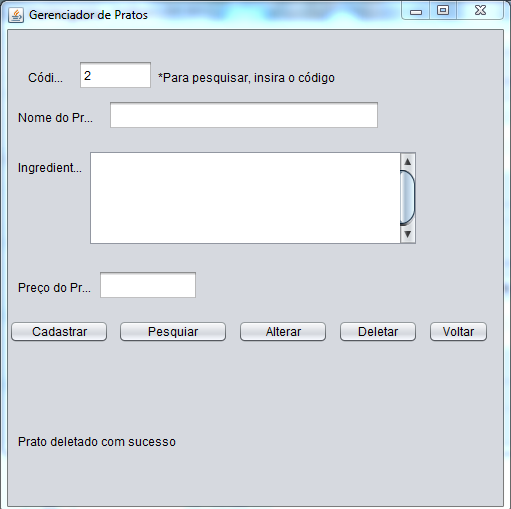 Gerenciador de Pratos
Códi... 2 *Para pesquisar, insira o código
Nome do Pr...
Ingredient...
Preço do Pr...
Cadastrar Pesquiar Alterar Deletar Voltar
Prato deletado com sucesso